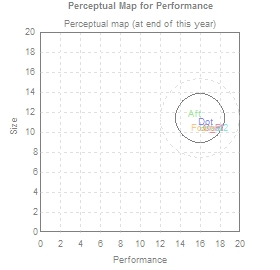 Perceptual Map for Performance
Perceptual map (at end of this year)
20
18
16
14
12
10
8
6
4
2
0
Size
Aft
Dot
0 2 4 6 8 10 12 14 16 18 20
Performance